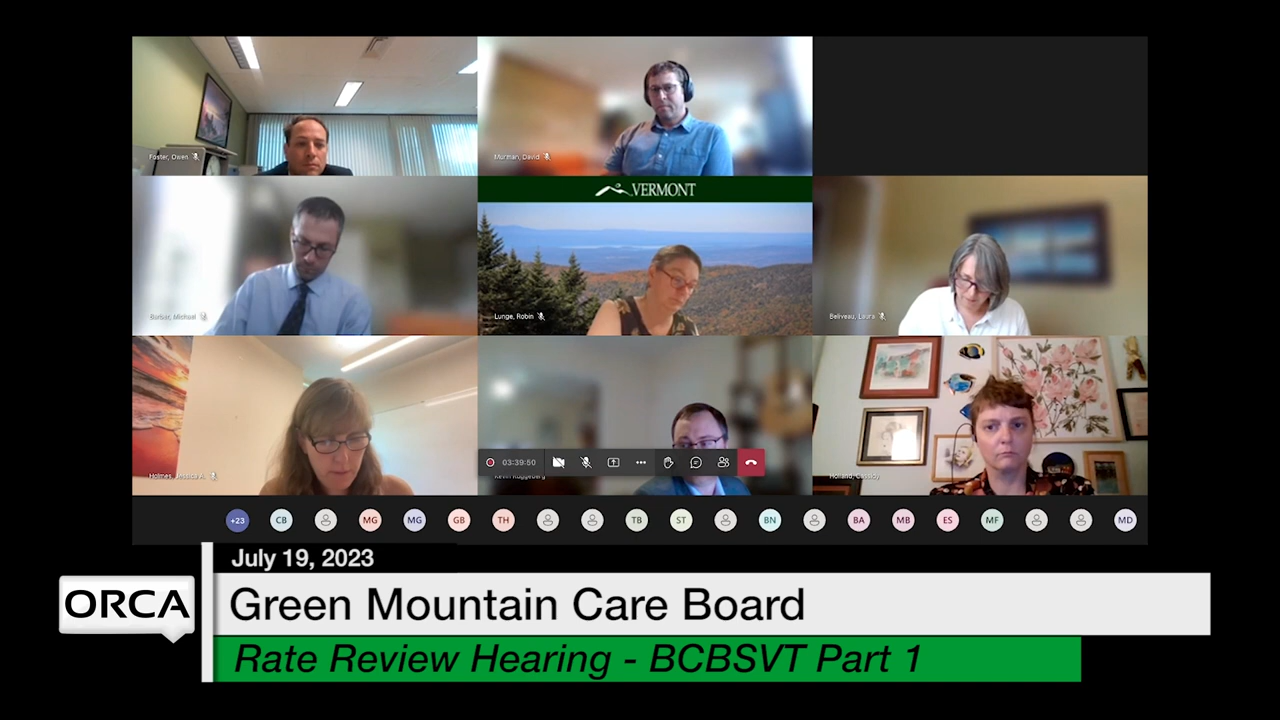 Foster, Owen
Murman, David
VERMONT
Barber, Michael
Lunge, Robin
Beliveau, Laura
Holmes, Jessica A.
03:39:50
Kevin Ruggeberg
Holland, Cassidy
+23 CB MG MG GB TH TB ST BN BA MB ES MF MD
July 19, 2023
ORCA
Green Mountain Care Board
Rate Review Hearing - BCBSVT Part 1